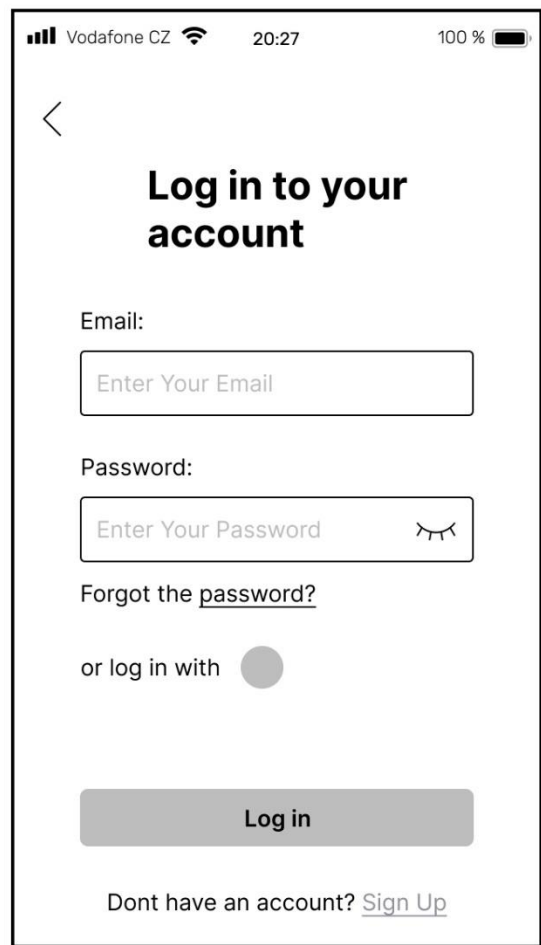 Vodafone CZ 20:27 100 %
Log in to your
account
Email:
Enter Your Email
Password:
Enter Your Password
Forgot the password?
or log in with
Log in
Dont have an account? Sign Up